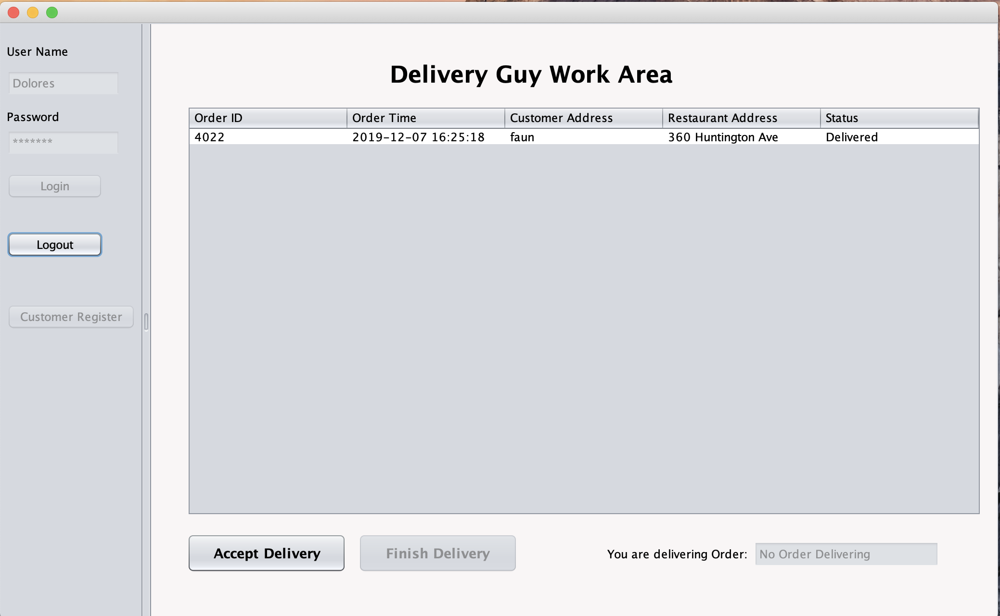 User Name
Dolores
Password
*******
Login
Logout
Customer Register
Delivery Guy Work Area
Order ID Order Time Customer Address Restaurant Address Status
4022 2019-12-07 16:25:18 faun 360 Huntington Ave Delivered
Accept Delivery Finish Delivery You are delivering Order: No Order Delivering